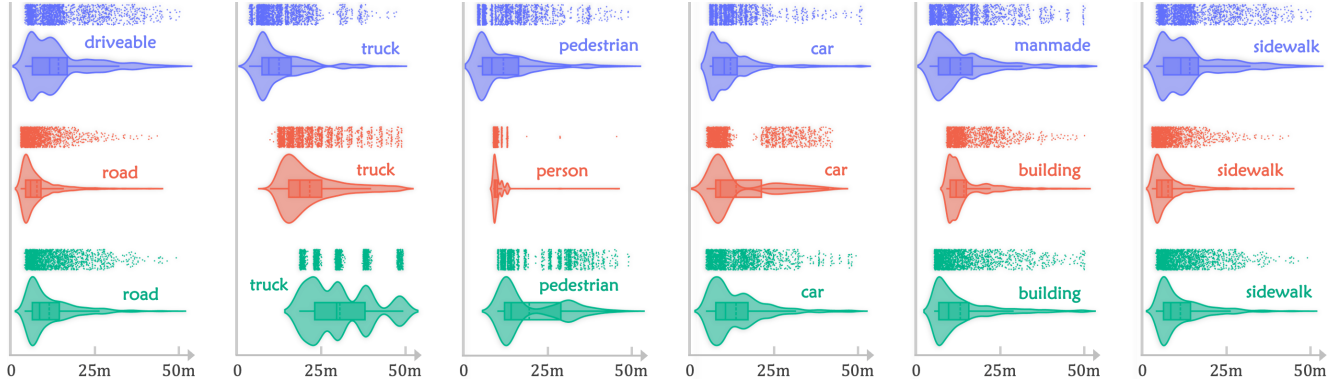 driveable truck pedestrian car manmade sidewalk
road truck person car building sidewalk
road truck pedestrian car building sidewalk
0 25m 50m 0 25m 50m 0 25m 50m 0 25m 50m 0 25m 50m 0 25m 50m